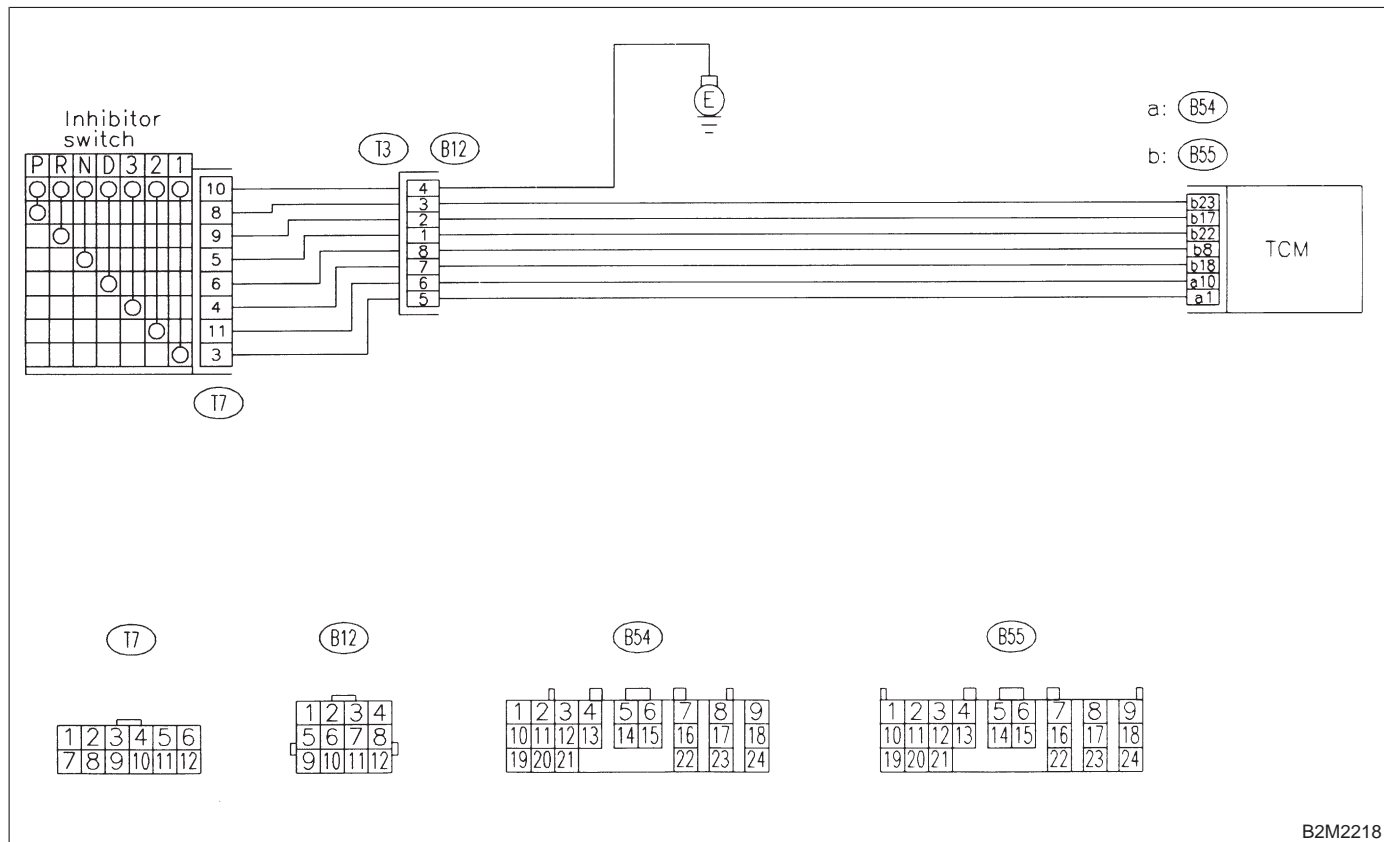 Inhibitor
switch
P R N D 3 2 1
10
8
9
5
6
4
11
3
T7
T3 B12
4
3
2
1
8
7
6
5
E
a: B54
b: B55
b23
b17
b22
b8
b18
a10
a1
TCM
T7 B12 B54 B55
1 2 3 4 5 6
7 8 9 10 11 12
1 2 3 4
5 6 7 8
9 10 11 12
1 2 3 4 5 6 7 8 9
10 11 12 13 14 15 16 17 18
19 20 21 22 23 24
1 2 3 4 5 6 7 8 9
10 11 12 13 14 15 16 17 18
19 20 21 22 23 24
B2M2218